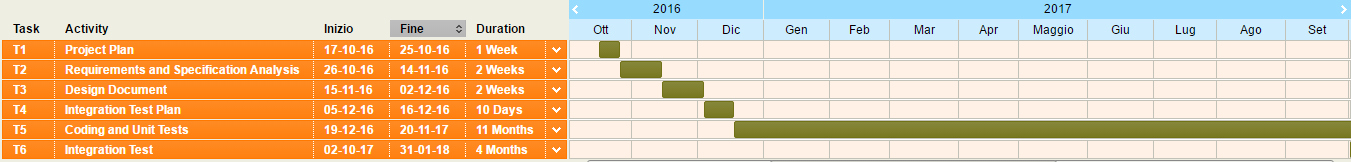 2016 2017
Task Activity Inizio Fine Duration Ott Nov Dic Gen Feb Mar Apr Maggio Giu Lug Ago Set
T1 Project Plan 17-10-16 25-10-16 1 Week
T2 Requirements and Specification Analysis 26-10-16 14-11-16 2 Weeks
T3 Design Document 15-11-16 02-12-16 2 Weeks
T4 Integration Test Plan 05-12-16 16-12-16 10 Days
T5 Coding and Unit Tests 19-12-16 20-11-17 11 Months
T6 Integration Test 02-10-17 31-01-18 4 Months